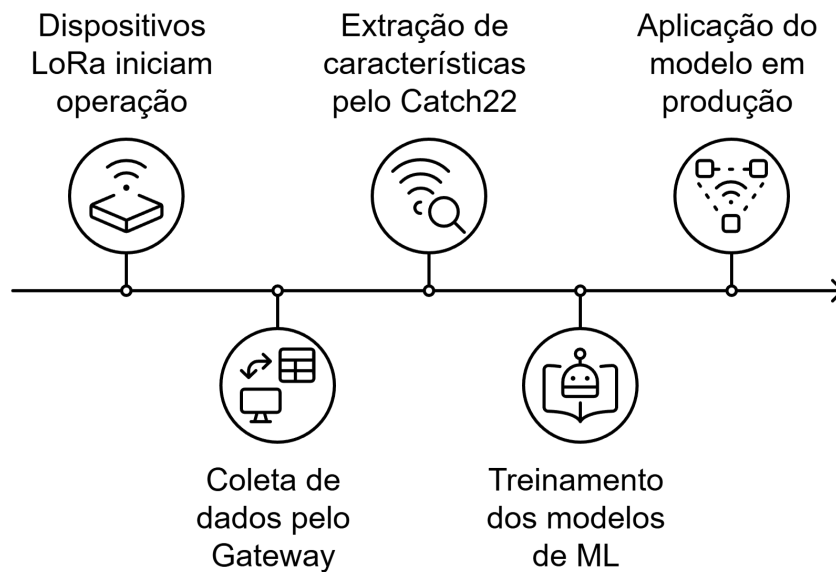 Dispositivos
LoRa iniciam
operação
Extração de
características
pelo Catch22
Aplicação do
modelo em
produção
Coleta de
dados pelo
Gateway
Treinamento
dos modelos
de ML